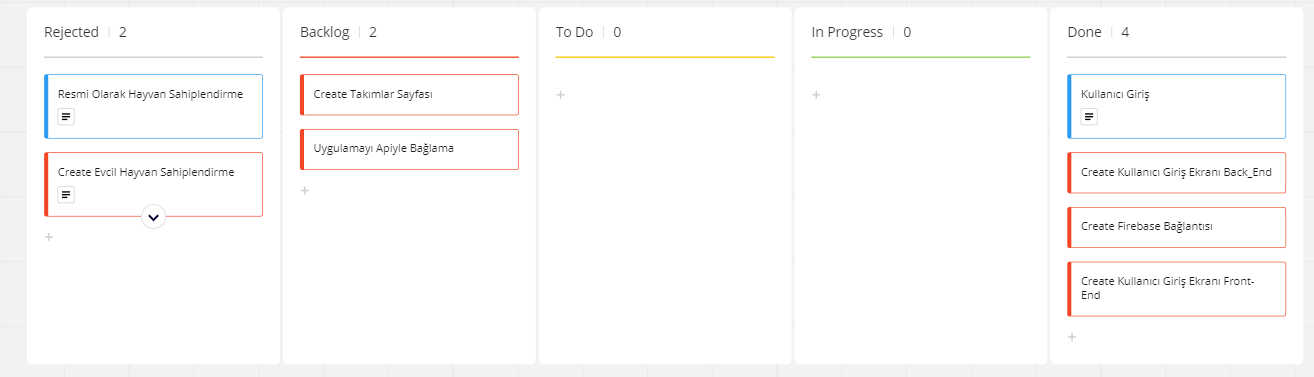 Rejected 2
Resmi Olarak Hayvan Sahiplendirme
Create Evcil Hayvan Sahiplendirme
Backlog 2
Create Takımlar Sayfası
Uygulamayı Apiyle Bağlama
To Do 0
In Progress 0
Done 4
Kullanıcı Giriş
Create Kullanıcı Giriş Ekranı Back_End
Create Firebase Bağlantısı
Create Kullanıcı Giriş Ekranı Front-
End